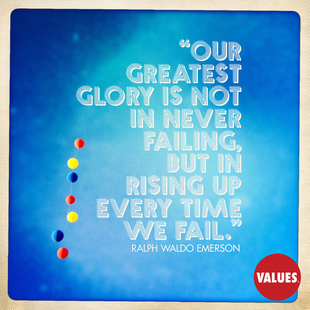 “OUR
GREATEST
GLORY IS NOT
IN NEVER
FAILING,
BUT IN
RISING UP
EVERY TIME
WE FAIL.”
RALPH WALDO EMERSON
VALUES